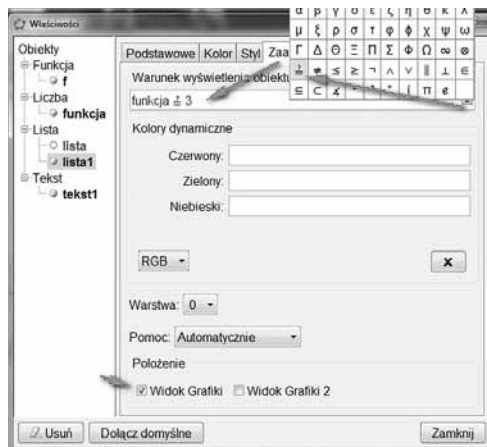 Właściwości
Obiekty
Funkcja
f
Liczba
funkcja
Lista
lista
lista1
Tekst
tekst1
Podstawowe Kolor Styl Zaa
Warunek wyświetlenia obiektu
funkcja ≟ 3
α β γ δ ε ζ η θ κ λ
μ ξ ρ σ τ φ ϕ χ ψ ω
Γ Δ Θ Ξ Π Σ Φ Ω ∞ ⊗
≟ ≠ ≤ ≥ ¬ ∧ ∨ ∥ ⊥ ∈
⊆ ⊂ ∡ π
Kolory dynamiczne
Czerwony:
Zielony:
Niebieski:
RGB x
Warstwa: 0
Pomoc: Automatycznie
Położenie
Widok Grafiki Widok Grafiki 2
Usuń Dołącz domyślne Zamknij